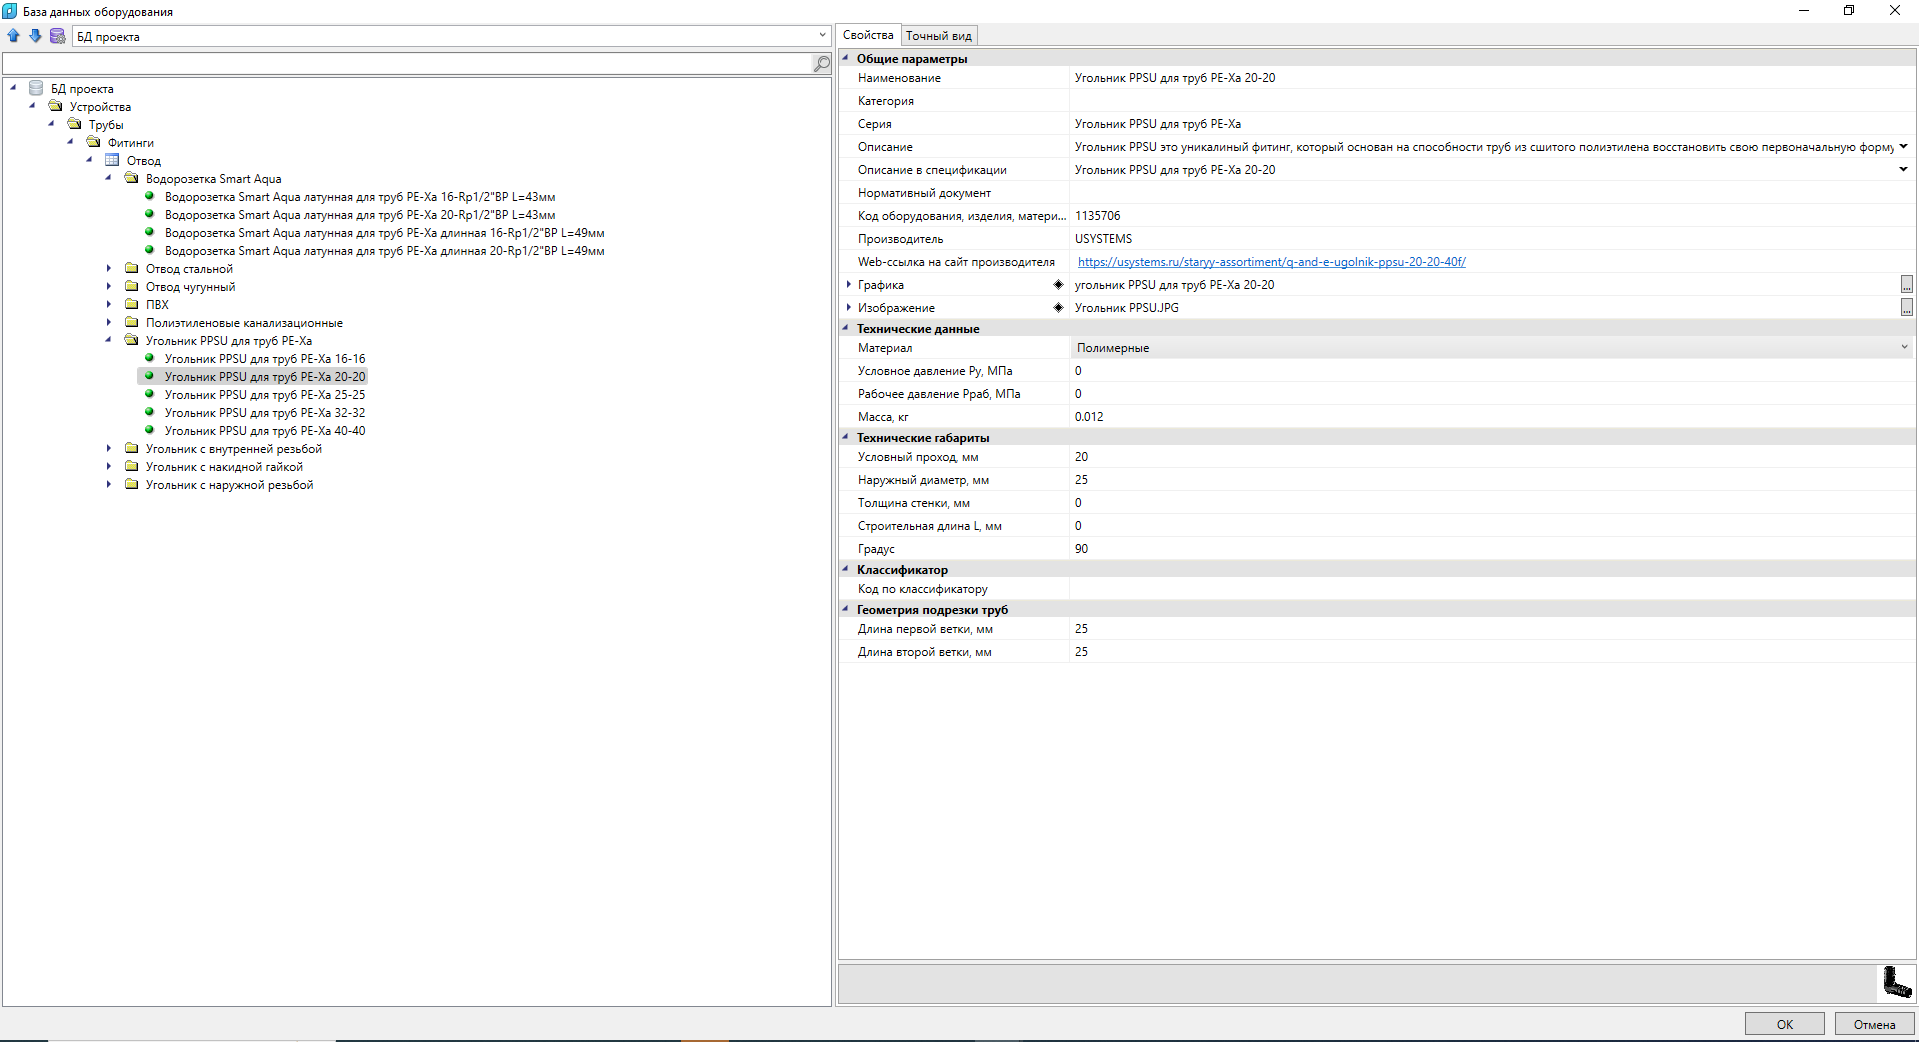 База данных оборудования
БД проекта
БД проекта
Устройства
Трубы
Фитинги
Отвод
Водорозетка Smart Aqua
Водорозетка Smart Aqua латунная для труб PE-Xa 16-Rp1/2"ВР L=43мм
Водорозетка Smart Aqua латунная для труб PE-Xa 20-Rp1/2"ВР L=43мм
Водорозетка Smart Aqua латунная для труб PE-Xa длинная 16-Rp1/2"ВР L=49мм
Водорозетка Smart Aqua латунная для труб PE-Xa длинная 20-Rp1/2"ВР L=49мм
Отвод стальной
Отвод чугунный
ПВХ
Полиэтиленовые канализационные
Угольник PPSU для труб PE-Xa
Угольник PPSU для труб PE-Xa 16-16
Угольник PPSU для труб PE-Xa 20-20
Угольник PPSU для труб PE-Xa 25-25
Угольник PPSU для труб PE-Xa 32-32
Угольник PPSU для труб PE-Xa 40-40
Угольник с внутренней резьбой
Угольник с накидной гайкой
Угольник с наружной резьбой
Свойства Точный вид
Общие параметры
Наименование Угольник PPSU для труб PE-Xa 20-20
Категория
Серия Угольник PPSU для труб PE-Xa
Описание Угольник PPSU это уникалиный фитинг, который основан на способности труб из сшитого полиэтилена восстановить свою первоначальную форму
Описание в спецификации Угольник PPSU для труб PE-Xa 20-20
Нормативный документ
Код оборудования, изделия, матери... 1135706
Производитель USYSTEMS
Web-ссылка на сайт производителя https://usystems.ru/staryy-assortiment/q-and-e-ugolnik-ppsu-20-20-40f/
Графика угольник PPSU для труб PE-Xa 20-20 ...
Изображение Угольник PPSU.JPG ...
Технические данные
Материал Полимерные
Условное давление Ру, МПа 0
Рабочее давление Рраб, МПа 0
Масса, кг 0.012
Технические габариты
Условный проход, мм 20
Наружный диаметр, мм 25
Толщина стенки, мм 0
Строительная длина L, мм 0
Градус 90
Классификатор
Код по классификатору
Геометрия подрезки труб
Длина первой ветки, мм 25
Длина второй ветки, мм 25
ОК Отмена